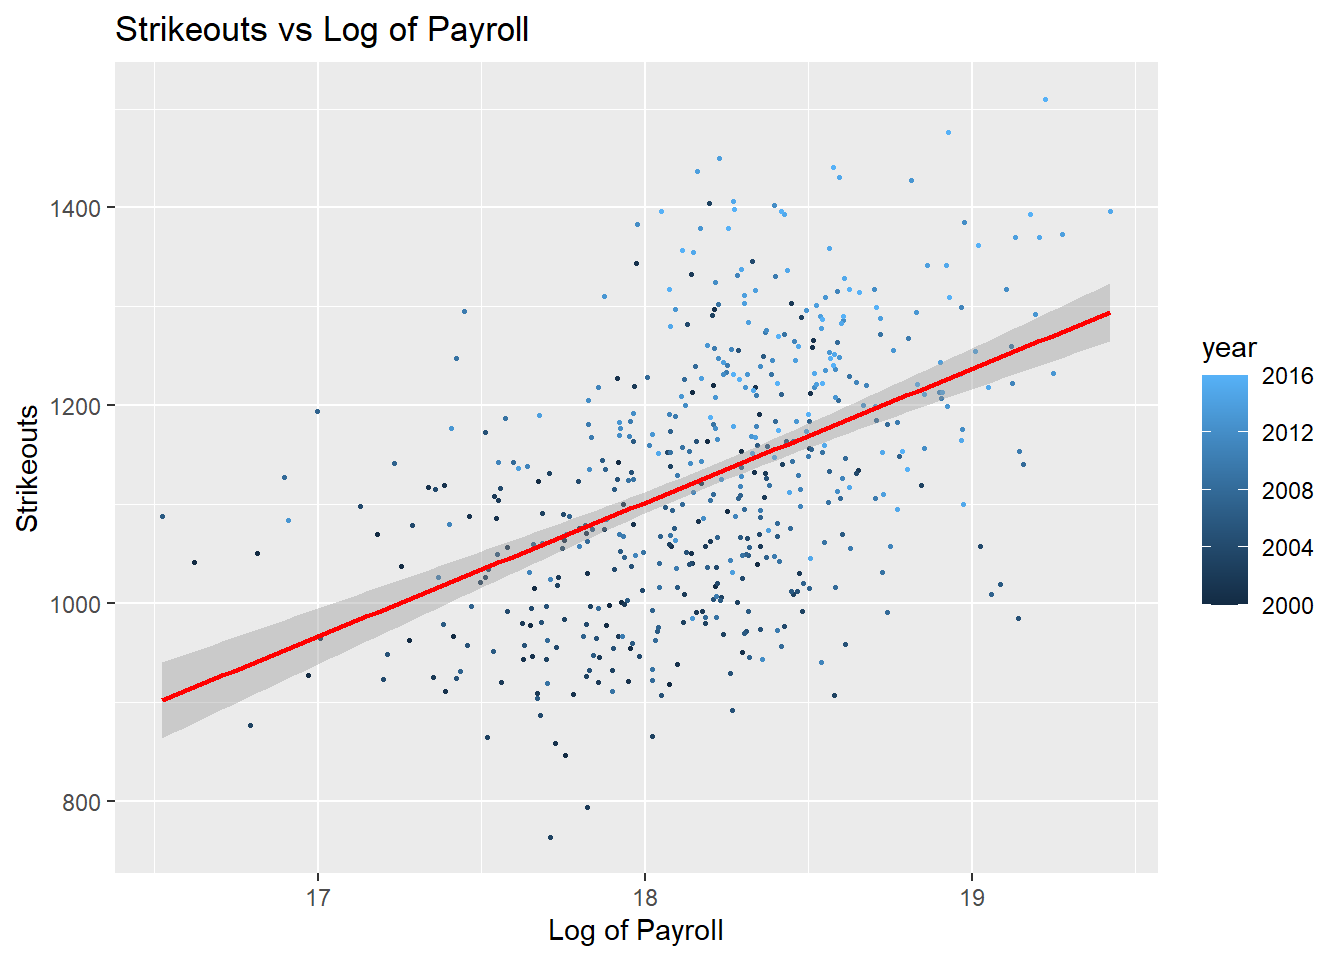 Strikeouts vs Log of Payroll
1400
1200
1000
800
Strikeouts
17 18 19
Log of Payroll
year
2016
2012
2008
2004
2000